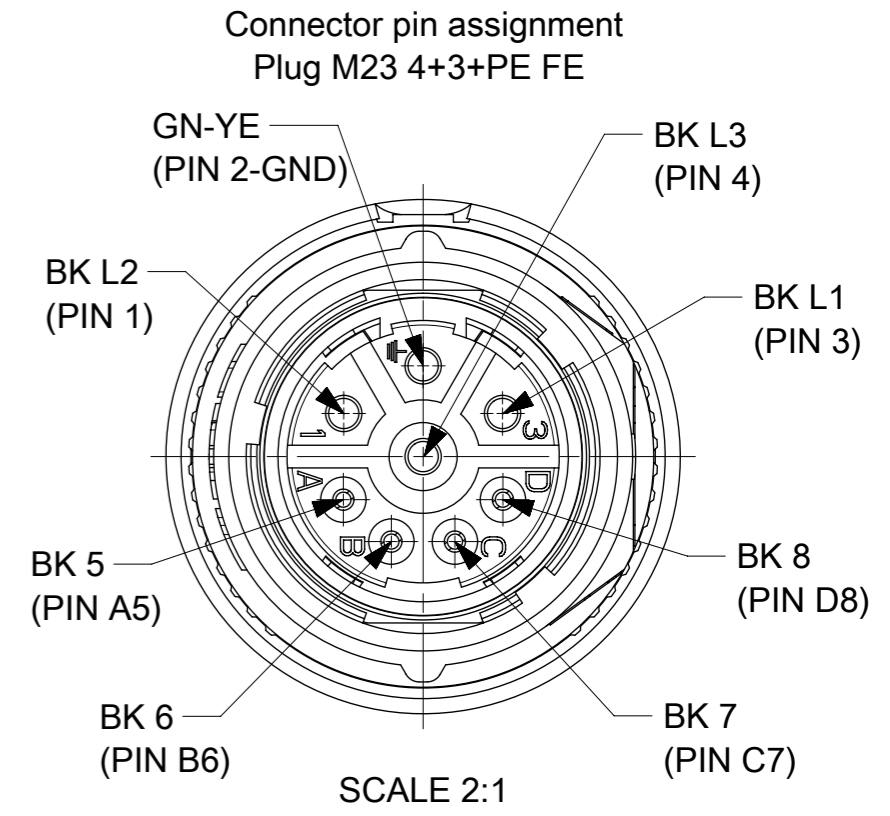 Connector pin assignment
Plug M23 4+3+PE FE
GN-YE
(PIN 2-GND)
BK L3
(PIN 4)
BK L2
(PIN 1)
BK L1
(PIN 3)
1
3
A
D
B
C
BK 5
(PIN A5)
BK 8
(PIN D8)
BK 6
(PIN B6)
BK 7
(PIN C7)
SCALE 2:1